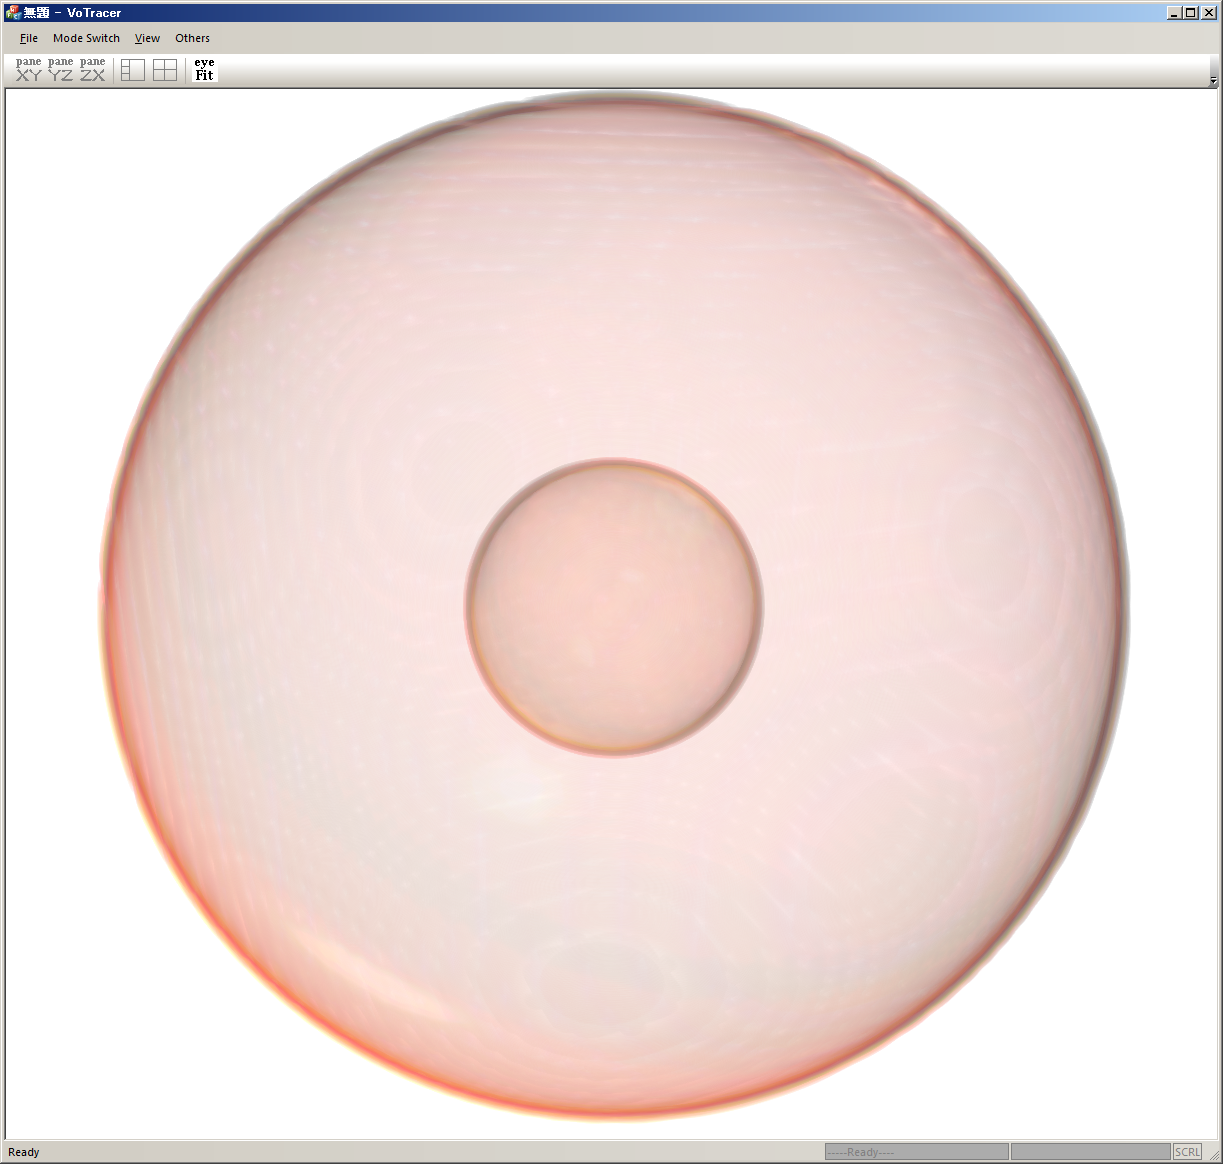 無題 - VoTracer
File Mode Switch View Others
pane XY pane YZ pane ZX eye Fit
Ready -----Ready---- SCRL